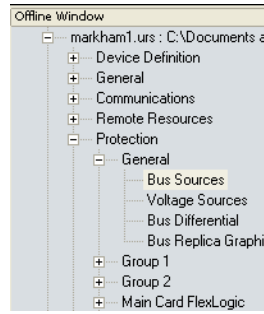 Offline Window
markham1.urs : C:\Documents a
Device Definition
General
Communications
Remote Resources
Protection
General
Bus Sources
Voltage Sources
Bus Differential
Bus Replica Graphi
Group 1
Group 2
Main Card FlexLogic